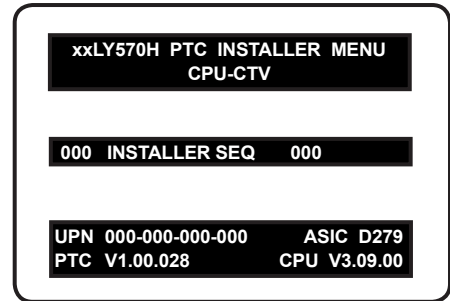 xxLY570H PTC INSTALLER MENU
CPU-CTV
000 INSTALLER SEQ 000
UPN 000-000-000-000 ASIC D279
PTC V1.00.028 CPU V3.09.00